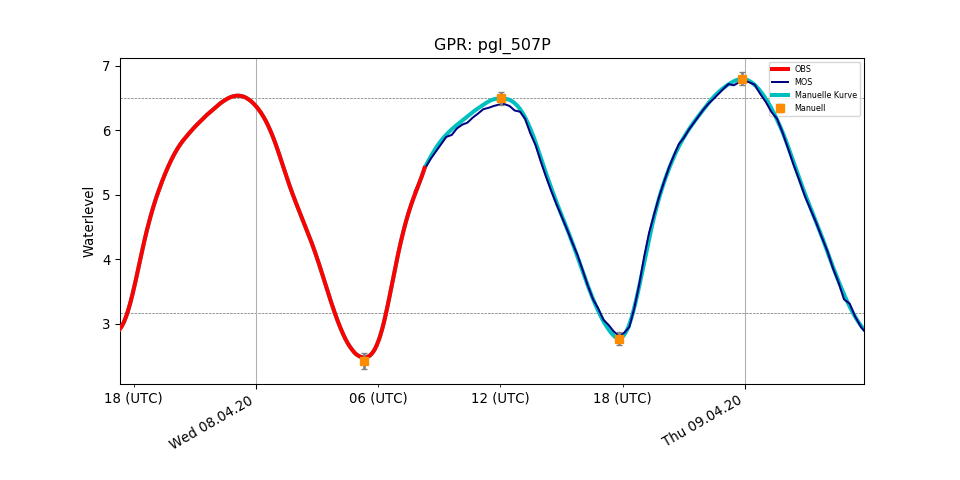 GPR: pgl_507P
OBS
MOS
Manuelle Kurve
Manuell
Waterlevel
7
6
5
4
3
18 (UTC)
Wed 08.04.20
06 (UTC)
12 (UTC)
18 (UTC)
Thu 09.04.20